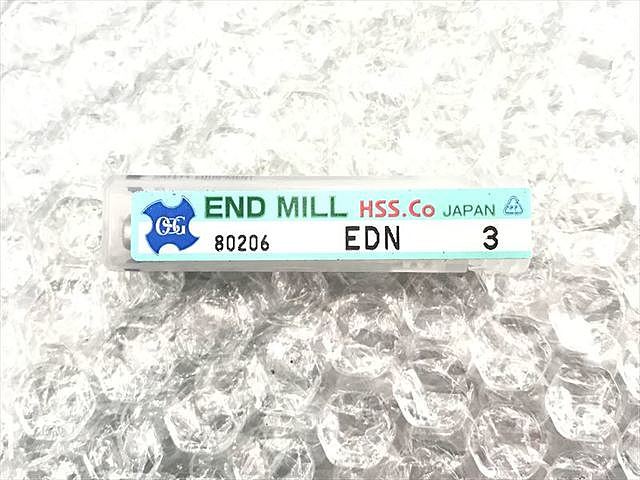 OSG END MILL HSS.Co JAPAN
80206 EDN 3